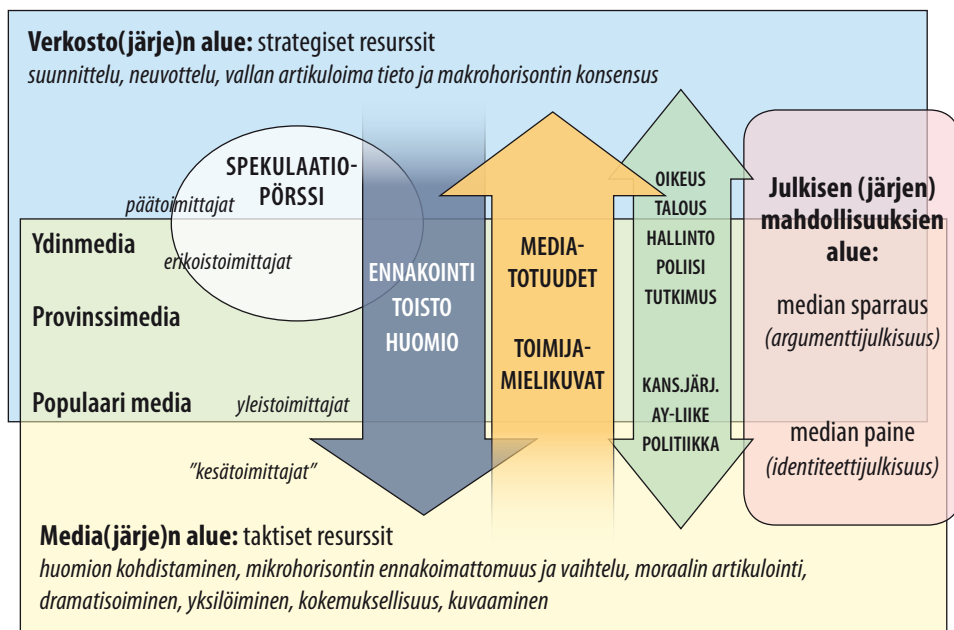 Verkosto(järje)n alue: strategiset resurssit
suunnittelu, neuvottelu, vallan artikuloima tieto ja makrohorisontin konsensus
SPEKULAATIO-
PÖRSSI
päätoimittajat
erikoistoimittajat
Ydinmedia
Provinssimedia
Populaari media
yleistoimittajat
”kesätoimittajat”
ENNAKOINTI
TOISTO
HUOMIO
MEDIA-
TOTUUDET
TOIMIJA-
MIELIKUVAT
OIKEUS
TALOUS
HALLINTO
POLIISI
TUTKIMUS
KANS.JÄRJ.
AY-LIIKE
POLITIIKKA
Julkisen (järjen)
mahdollisuuksien
alue:
median sparraus
(argumenttijulkisuus)
median paine
(identiteettijulkisuus)
Media(järje)n alue: taktiset resurssit
huomion kohdistaminen, mikrohorisontin ennakoimattomuus ja vaihtelu, moraalin artikulointi,
dramatisoiminen, yksilöiminen, kokemuksellisuus, kuvaaminen